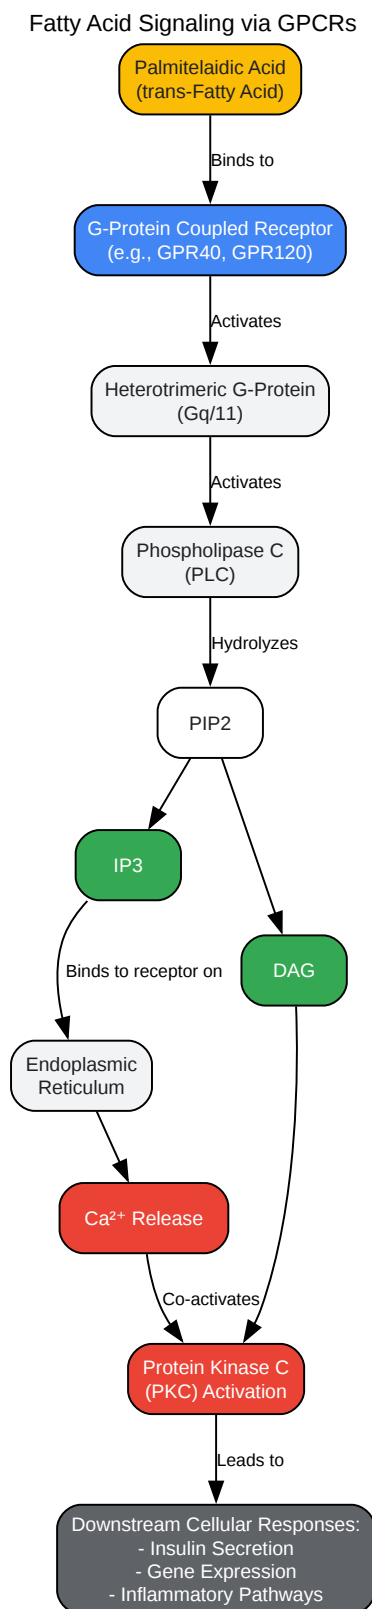 Fatty Acid Signaling via GPCRs
Palmitelaidic Acid
(trans-Fatty Acid)
Binds to
G-Protein Coupled Receptor
(e.g., GPR40, GPR120)
Activates
Heterotrimeric G-Protein
(Gq/11)
Activates
Phospholipase C
(PLC)
Hydrolyzes
PIP2
IP3
DAG
Binds to receptor on
Endoplasmic
Reticulum
Ca²⁺ Release
Co-activates
Protein Kinase C
(PKC) Activation
Leads to
Downstream Cellular Responses:
- Insulin Secretion
- Gene Expression
- Inflammatory Pathways